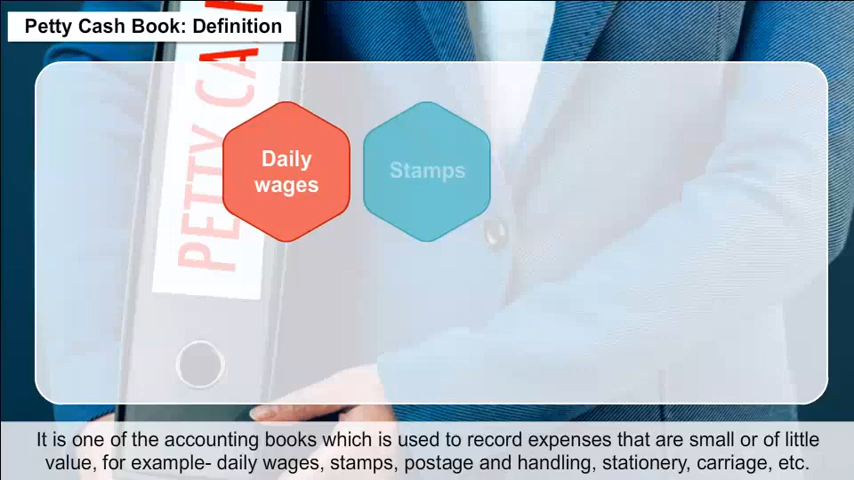 Petty Cash Book: Definition
PETTY CA
Daily
wages
Stamps
It is one of the accounting books which is used to record expenses that are small or of little
value, for example- daily wages, stamps, postage and handling, stationery, carriage, etc.